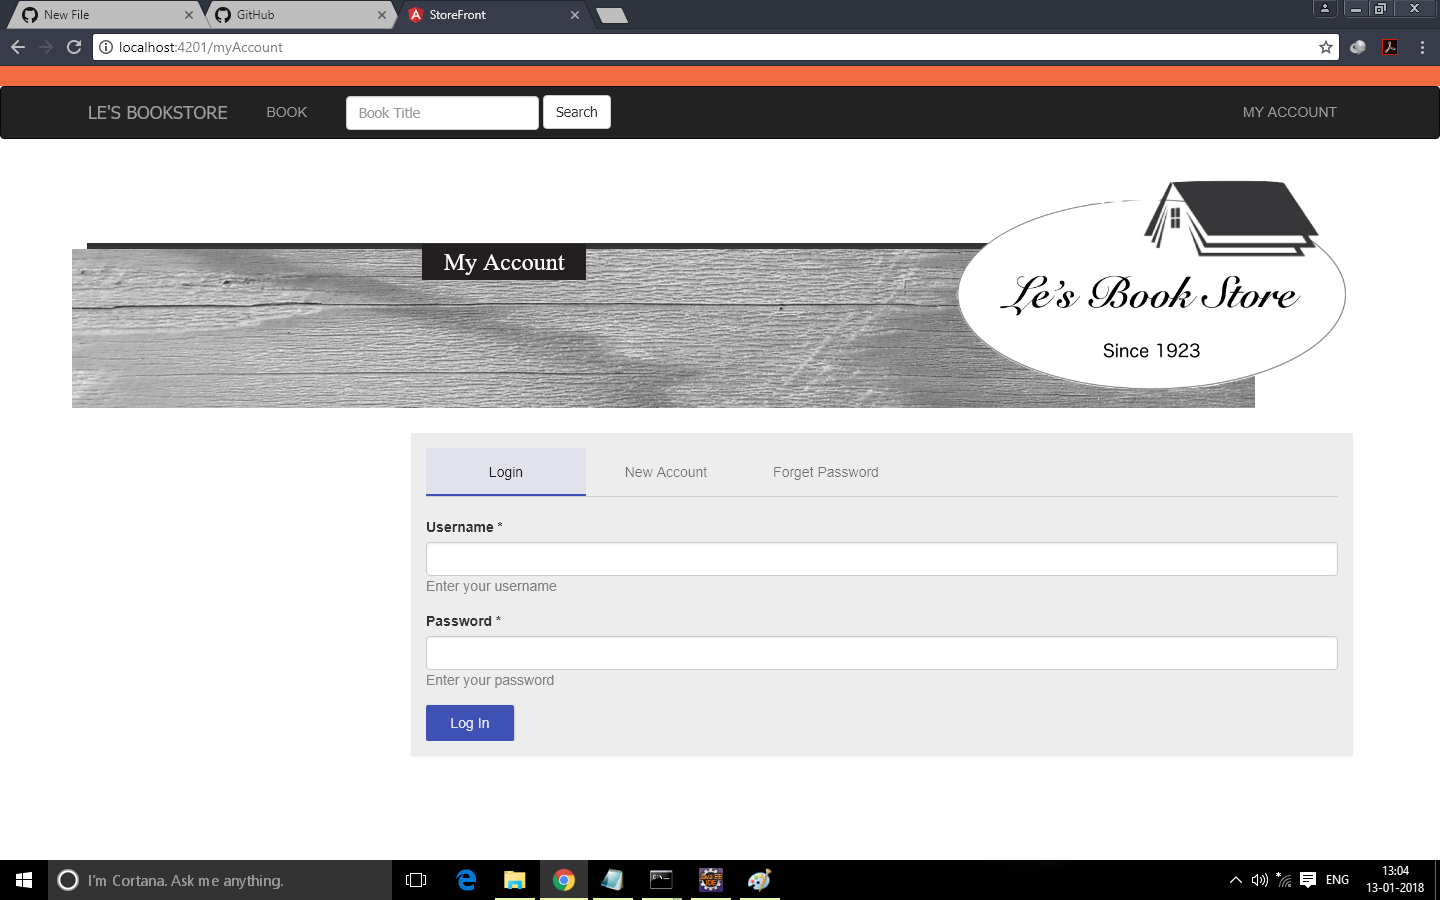 New File
GitHub
StoreFront
localhost:4201/myAccount
LE'S BOOKSTORE
BOOK
Book Title
Search
MY ACCOUNT
My Account
Le's Book Store
Since 1923
Login
New Account
Forget Password
Username *
Enter your username
Password *
Enter your password
Log In
I'm Cortana. Ask me anything.
ENG
13:04
13-01-2018